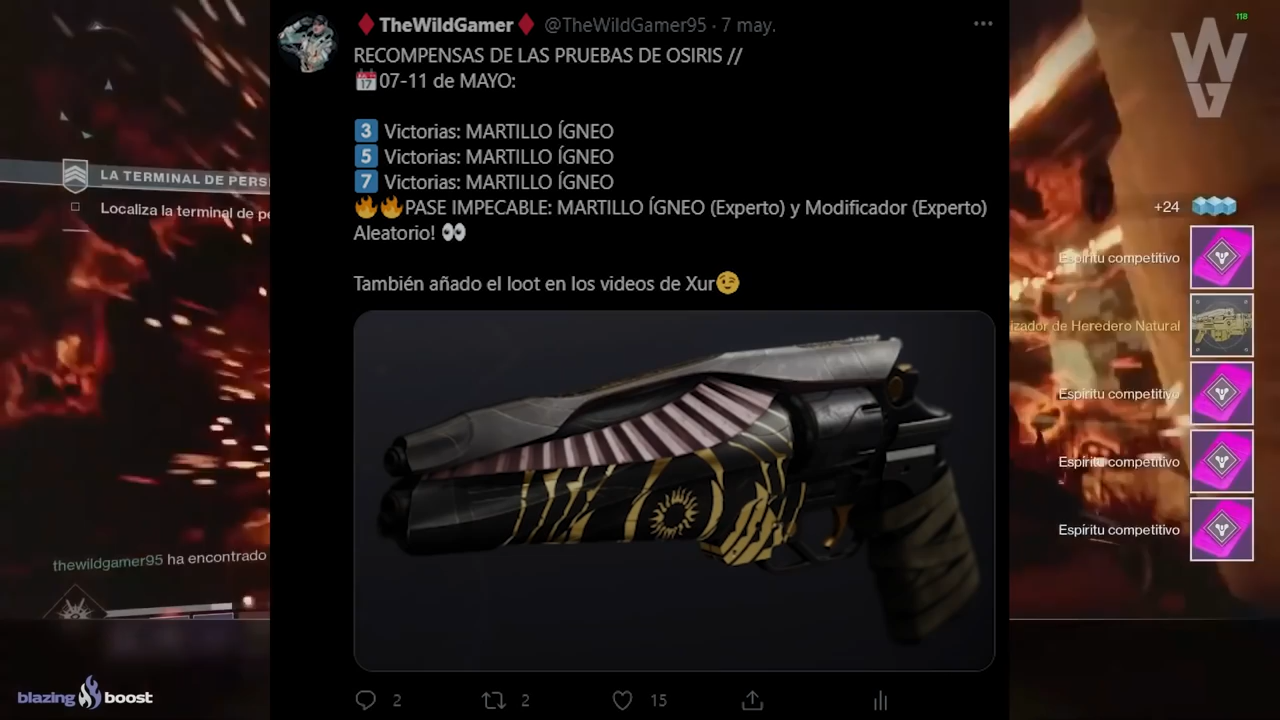 ♦ TheWildGamer ♦ @TheWildGamer95 · 7 may.
RECOMPENSAS DE LAS PRUEBAS DE OSIRIS //
📅07-11 de MAYO:
3 Victorias: MARTILLO ÍGNEO
5 Victorias: MARTILLO ÍGNEO
7 Victorias: MARTILLO ÍGNEO
🔥🔥PASE IMPECABLE: MARTILLO ÍGNEO (Experto) y Modificador (Experto)
Aleatorio! 👀
También añado el loot en los videos de Xur😉
2 2 15
LA TERMINAL DE PERS
Localiza la terminal de pe
thewildgamer95 ha encontrado
blazing boost
118
WG
+24
Espíritu competitivo
izador de Heredero Natural
Espíritu competitivo
Espíritu competitivo
Espíritu competitivo